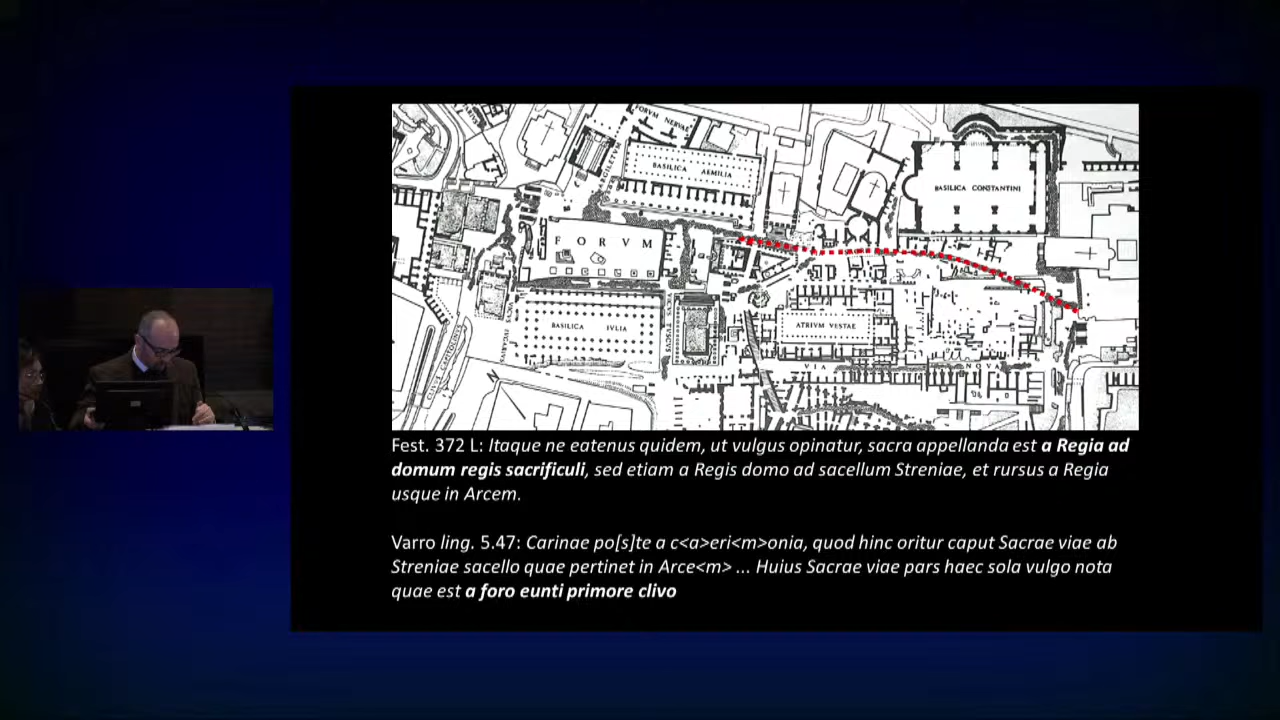 FORVM NERVAE
BASILICA AEMILIA
BASILICA CONSTANTINI
FORVM
BASILICA IVLIA
ATRIVM VESTAE
VIA NOVA
Fest. 372 L: Itaque ne eatenus quidem, ut vulgus opinatur, sacra appellanda est a Regia ad
domum regis sacrificuli, sed etiam a Regis domo ad sacellum Streniae, et rursus a Regia
usque in Arcem.
Varro ling. 5.47: Carinae po[s]te a c<a>eri<m>onia, quod hinc oritur caput Sacrae viae ab
Streniae sacello quae pertinet in Arce<m> ... Huius Sacrae viae pars haec sola vulgo nota
quae est a foro eunti primore clivo